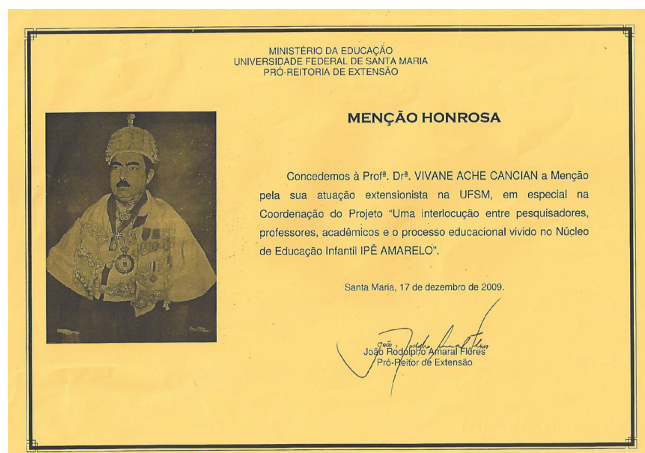 MINISTÉRIO DA EDUCAÇÃO
UNIVERSIDADE FEDERAL DE SANTA MARIA
PRÓ-REITORIA DE EXTENSÃO
MENÇÃO HONROSA
Concedemos à Profª. Drª. VIVANE ACHE CANCIAN a Menção
pela sua atuação extensionista na UFSM, em especial na
Coordenação do Projeto "Uma interlocução entre pesquisadores,
professores, acadêmicos e o processo educacional vivido no Núcleo
de Educação Infantil IPÊ AMARELO".
Santa Maria, 17 de dezembro de 2009.
João Rodolpho Amaral Flôres
Pró-Reitor de Extensão